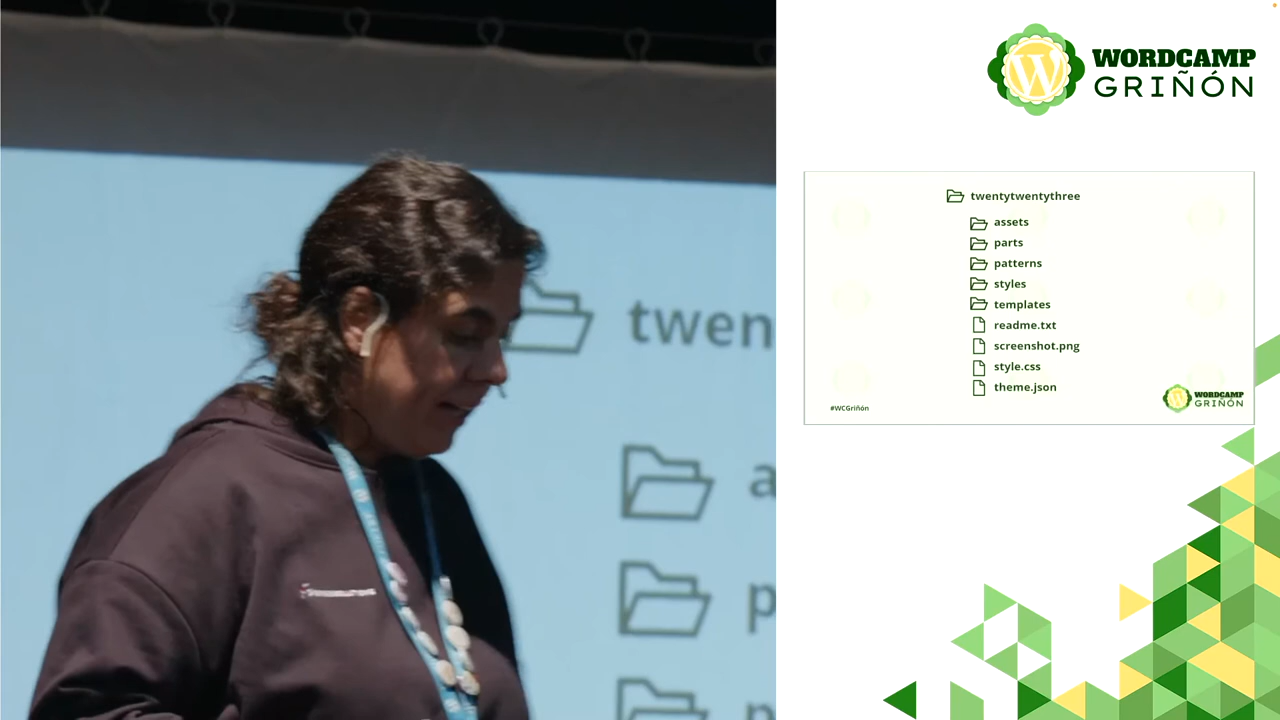 twen
a
p
WORDCAMP
GRIÑÓN
twentytwentythree
assets
parts
patterns
styles
templates
readme.txt
screenshot.png
style.css
theme.json
#WCGriñón
WORDCAMP
GRIÑÓN